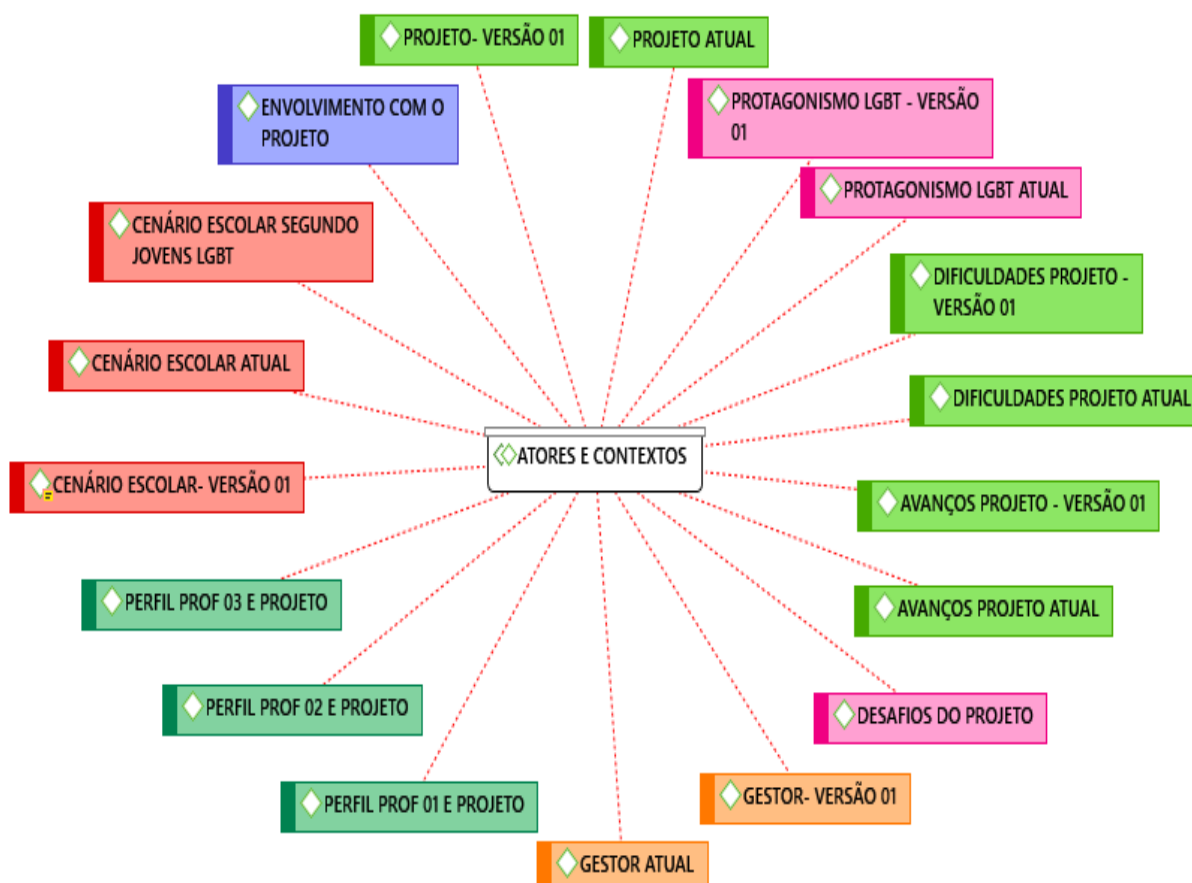 PROJETO- VERSÃO 01
PROJETO ATUAL
ENVOLVIMENTO COM O
PROJETO
PROTAGONISMO LGBT - VERSÃO
01
PROTAGONISMO LGBT ATUAL
CENÁRIO ESCOLAR SEGUNDO
JOVENS LGBT
DIFICULDADES PROJETO -
VERSÃO 01
CENÁRIO ESCOLAR ATUAL
DIFICULDADES PROJETO ATUAL
ATORES E CONTEXTOS
CENÁRIO ESCOLAR- VERSÃO 01
AVANÇOS PROJETO - VERSÃO 01
PERFIL PROF 03 E PROJETO
AVANÇOS PROJETO ATUAL
PERFIL PROF 02 E PROJETO
DESAFIOS DO PROJETO
PERFIL PROF 01 E PROJETO
GESTOR- VERSÃO 01
GESTOR ATUAL